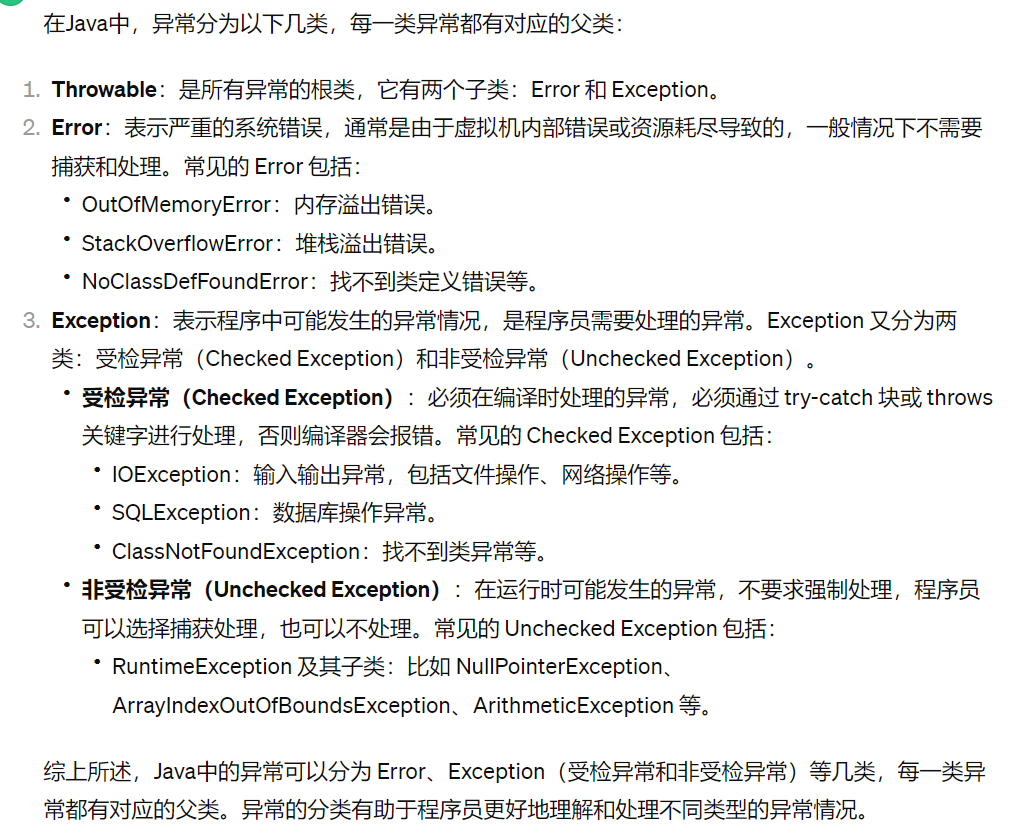 在Java中，异常分为以下几类，每一类异常都有对应的父类：
1. Throwable：是所有异常的根类，它有两个子类：Error 和 Exception。
2. Error：表示严重的系统错误，通常是由于虚拟机内部错误或资源耗尽导致的，一般情况下不需要
捕获和处理。常见的 Error 包括：
• OutOfMemoryError：内存溢出错误。
• StackOverflowError：堆栈溢出错误。
• NoClassDefFoundError：找不到类定义错误等。
3. Exception：表示程序中可能发生的异常情况，是程序员需要处理的异常。Exception 又分为两
类：受检异常（Checked Exception）和非受检异常（Unchecked Exception）。
• 受检异常（Checked Exception）：必须在编译时处理的异常，必须通过 try-catch 块或 throws
关键字进行处理，否则编译器会报错。常见的 Checked Exception 包括：
• IOException：输入输出异常，包括文件操作、网络操作等。
• SQLException：数据库操作异常。
• ClassNotFoundException：找不到类异常等。
• 非受检异常（Unchecked Exception）：在运行时可能发生的异常，不要求强制处理，程序员
可以选择捕获处理，也可以不处理。常见的 Unchecked Exception 包括：
• RuntimeException 及其子类：比如 NullPointerException、
ArrayIndexOutOfBoundsException、ArithmeticException 等。
综上所述，Java中的异常可以分为 Error、Exception（受检异常和非受检异常）等几类，每一类异
常都有对应的父类。异常的分类有助于程序员更好地理解和处理不同类型的异常情况。